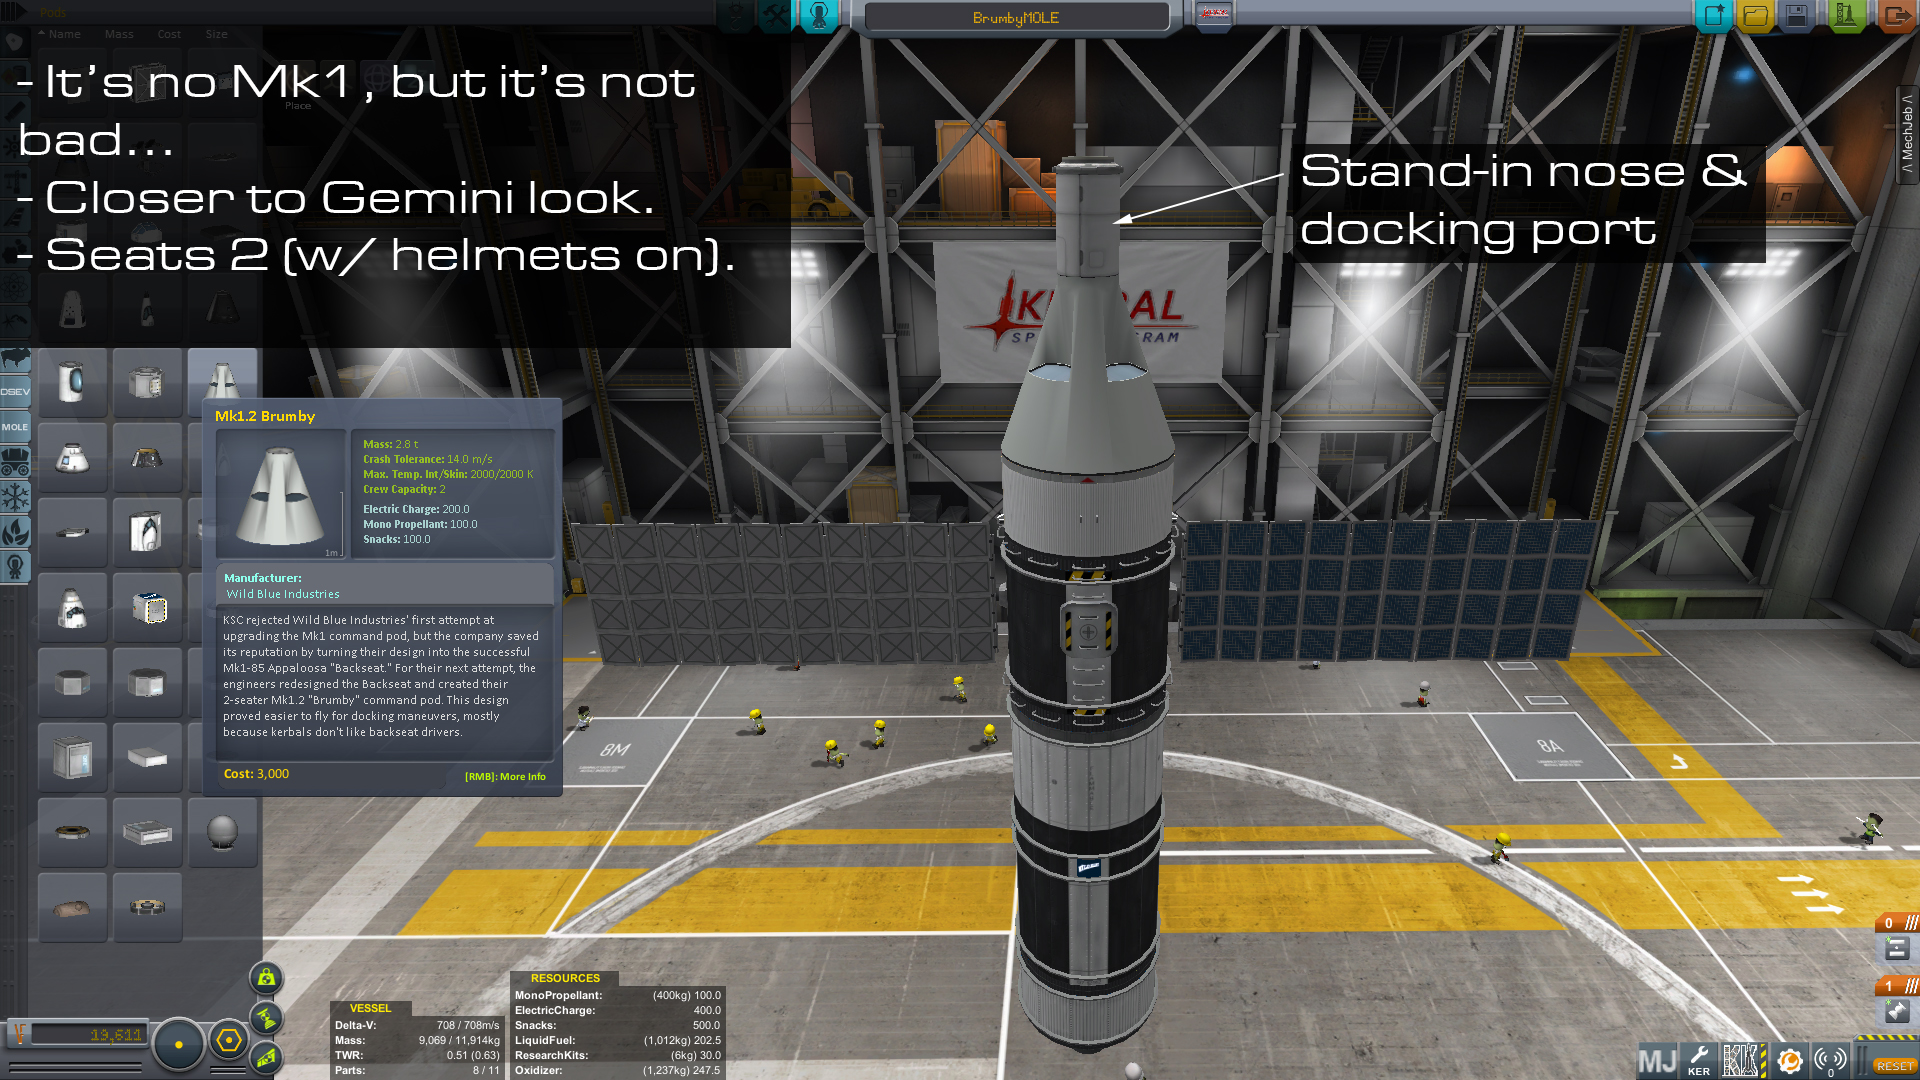 Pods
BrumbyMOLE
Name Mass Cost Size
- It's no Mk1, but it's not
bad...
- Closer to Gemini look.
- Seats 2 (w/ helmets on).
Place
Stand-in nose &
docking port
/\ MechJeb /\
DSEV
MOLE
Mk1.2 Brumby
Mass: 2.8 t
Crash Tolerance: 14.0 m/s
Max. Temp. Int/Skin: 2000/2000 K
Crew Capacity: 2
Electric Charge: 200.0
Mono Propellant: 100.0
Snacks: 100.0
1m
Manufacturer:
Wild Blue Industries
KSC rejected Wild Blue Industries' first attempt at
upgrading the Mk1 command pod, but the company saved
its reputation by turning their design into the successful
Mk1-85 Appaloosa "Backseat." For their next attempt, the
engineers redesigned the Backseat and created their
2-seater Mk1.2 "Brumby" command pod. This design
proved easier to fly for docking maneuvers, mostly
because kerbals don't like backseat drivers.
Cost: 3,000
[RMB]: More Info
8M
8A
19,611
VESSEL
Delta-V: 708 / 708m/s
Mass: 9,069 / 11,914kg
TWR: 0.51 (0.63)
Parts: 8 / 11
RESOURCES
MonoPropellant: (400kg) 100.0
ElectricCharge: 400.0
Snacks: 500.0
LiquidFuel: (1,012kg) 202.5
ResearchKits: (6kg) 30.0
Oxidizer: (1,237kg) 247.5
0
1
MJ
KER
0
RESET